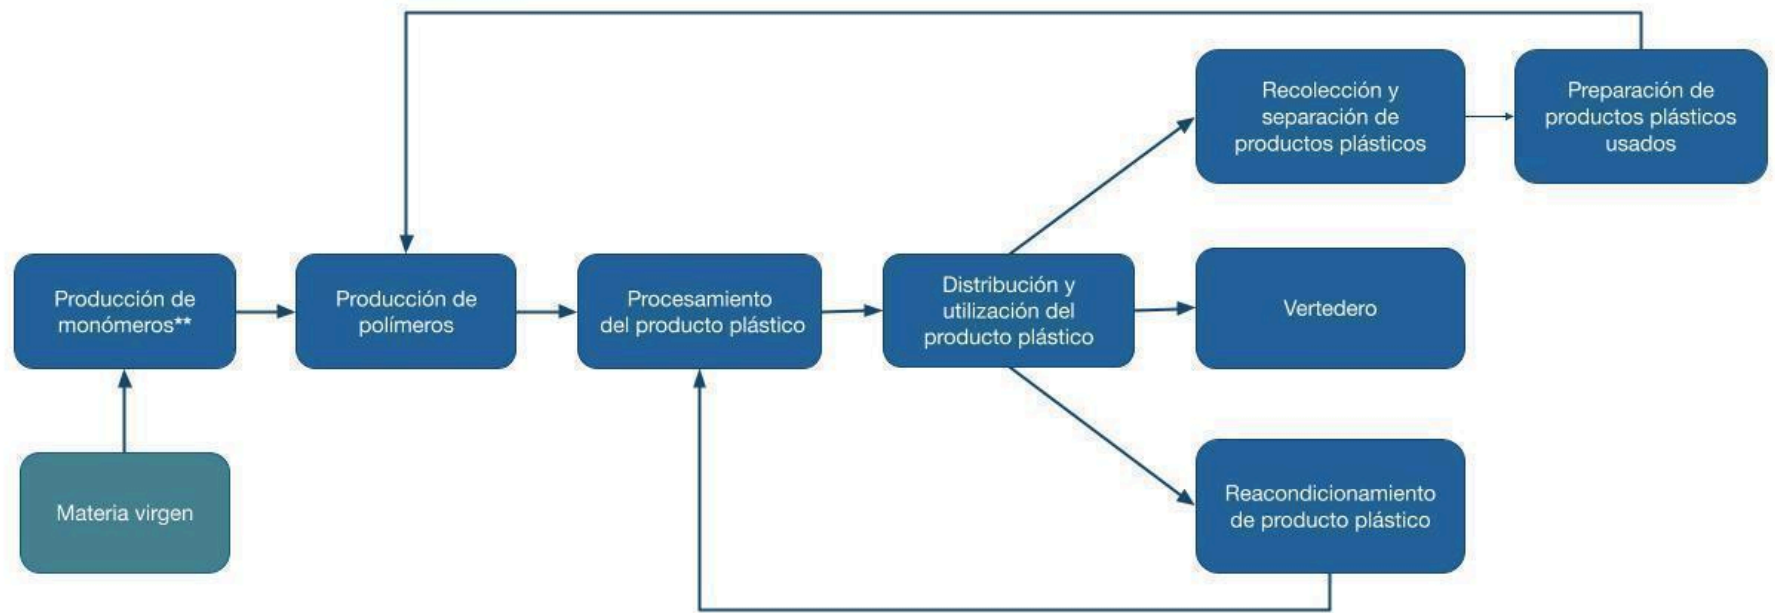 Recolección y
separación de
productos plásticos
Preparación de
productos plásticos
usados
Producción de
monómeros**
Producción de
polímeros
Procesamiento
del producto plástico
Distribución y
utilización del
producto plástico
Vertedero
Materia virgen
Reacondicionamiento
de producto plástico